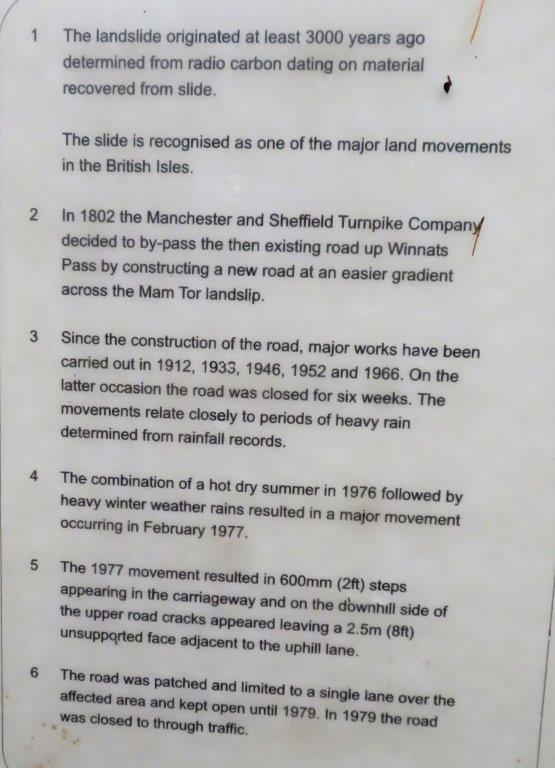 1 The landslide originated at least 3000 years ago
determined from radio carbon dating on material
recovered from slide.
The slide is recognised as one of the major land movements
in the British Isles.
2 In 1802 the Manchester and Sheffield Turnpike Company
decided to by-pass the then existing road up Winnats
Pass by constructing a new road at an easier gradient
across the Mam Tor landslip.
3 Since the construction of the road, major works have been
carried out in 1912, 1933, 1946, 1952 and 1966. On the
latter occasion the road was closed for six weeks. The
movements relate closely to periods of heavy rain
determined from rainfall records.
4 The combination of a hot dry summer in 1976 followed by
heavy winter weather rains resulted in a major movement
occurring in February 1977.
5 The 1977 movement resulted in 600mm (2ft) steps
appearing in the carriageway and on the downhill side of
the upper road cracks appeared leaving a 2.5m (8ft)
unsupported face adjacent to the uphill lane.
6 The road was patched and limited to a single lane over the
affected area and kept open until 1979. In 1979 the road
was closed to through traffic.